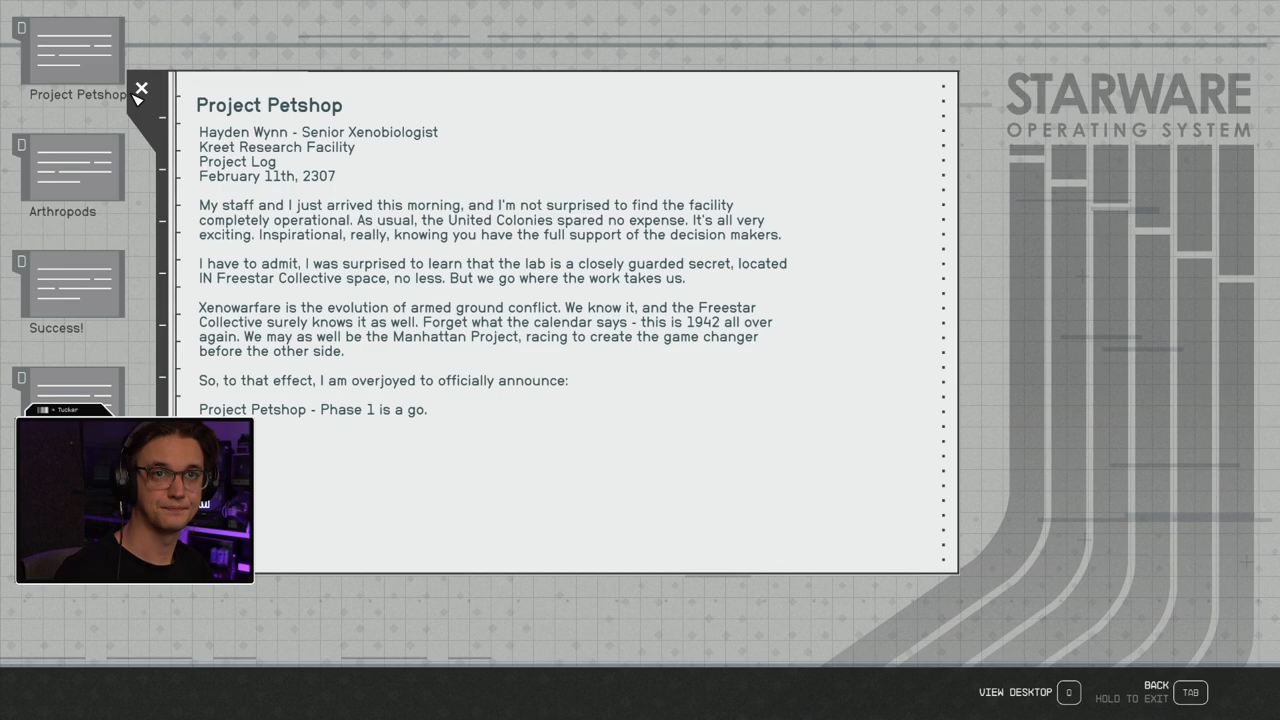 Project Petshop
Arthropods
Success!
Project Petshop
Hayden Wynn - Senior Xenobiologist
Kreet Research Facility
Project Log
February 11th, 2307
My staff and I just arrived this morning, and I'm not surprised to find the facility
completely operational. As usual, the United Colonies spared no expense. It's all very
exciting. Inspirational, really, knowing you have the full support of the decision makers.
I have to admit, I was surprised to learn that the lab is a closely guarded secret, located
IN Freestar Collective space, no less. But we go where the work takes us.
Xenowarfare is the evolution of armed ground conflict. We know it, and the Freestar
Collective surely knows it as well. Forget what the calendar says - this is 1942 all over
again. We may as well be the Manhattan Project, racing to create the game changer
before the other side.
So, to that effect, I am overjoyed to officially announce:
Project Petshop - Phase 1 is a go.
STARWARE
OPERATING SYSTEM
Tucker
VIEW DESKTOP Q
BACK
HOLD TO EXIT TAB